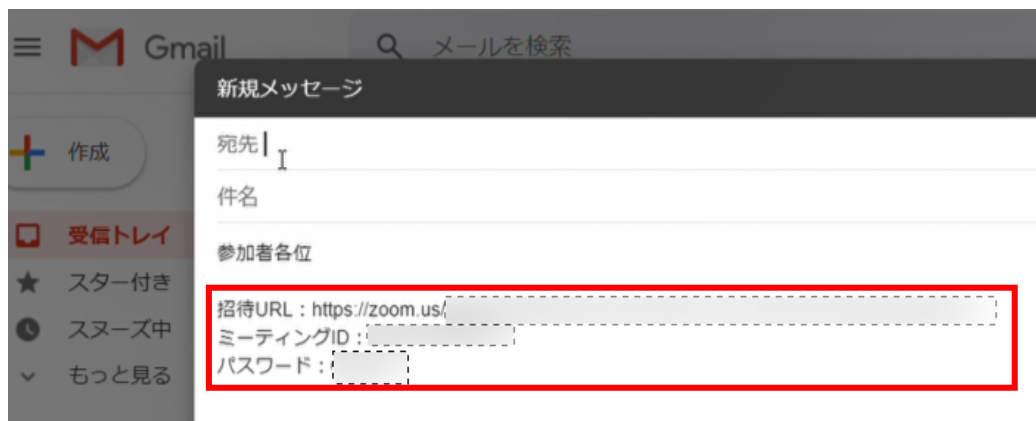 Gmail
メールを検索
新規メッセージ
宛先
作成
件名
受信トレイ
参加者各位
スター付き
招待URL：https://zoom.us/
スヌーズ中
ミーティングID：
パスワード：
もっと見る